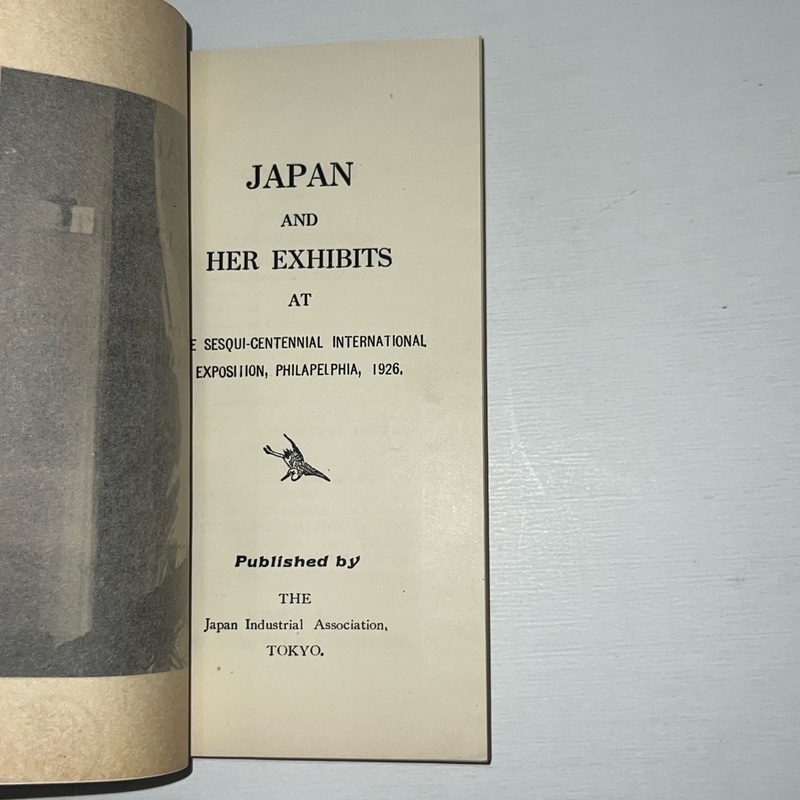 JAPAN
AND
HER EXHIBITS
AT
E SESQUI-CENTENNIAL INTERNATIONAL
EXPOSIIION, PHILAPELPHIA, 1926.
Published by
THE
Japan Industrial Association,
TOKYO.